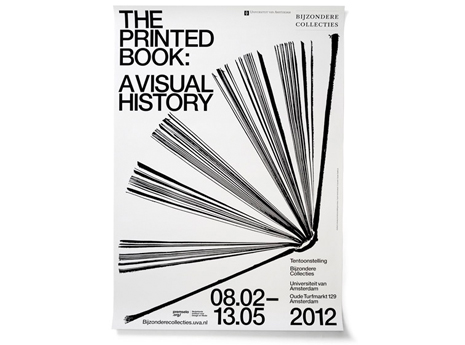 THE
PRINTED
BOOK:
A VISUAL
HISTORY
BIJZONDERE
COLLECTIES
Tentoonstelling
Bijzondere
Collecties
Universiteit van
Amsterdam
Oude Turfmarkt 129
Amsterdam
08.02–
13.05
2012
Bijzonderecollecties.uva.nl